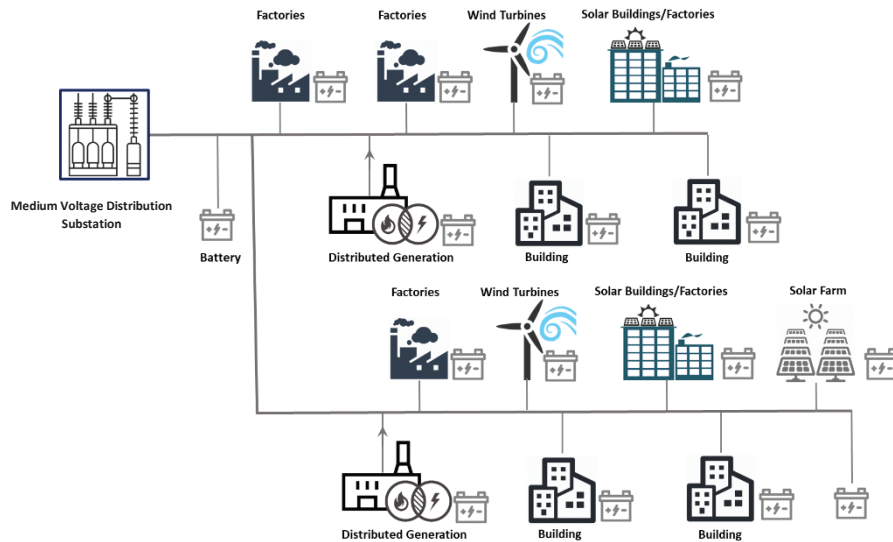 Factories
Factories
Wind Turbines
Solar Buildings/Factories
Medium Voltage Distribution
Substation
Battery
Distributed Generation
Building
Building
Factories
Wind Turbines
Solar Buildings/Factories
Solar Farm
Distributed Generation
Building
Building